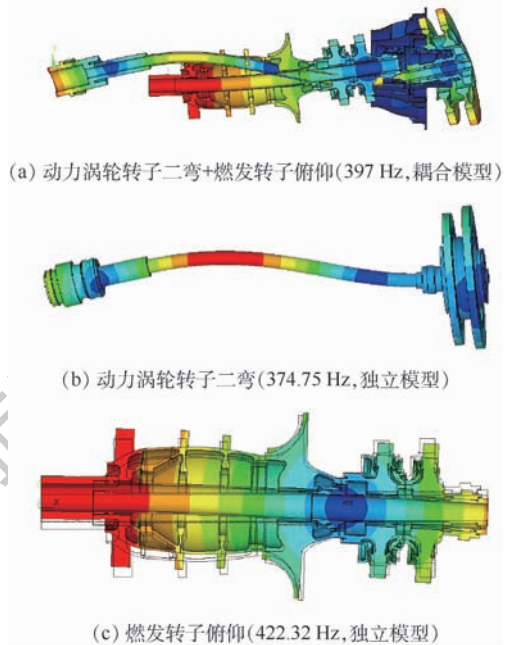 (a) 动力涡轮转子二弯+燃发转子俯仰(397 Hz,耦合模型)
(b) 动力涡轮转子二弯(374.75 Hz,独立模型)
(c) 燃发转子俯仰(422.32 Hz,独立模型)